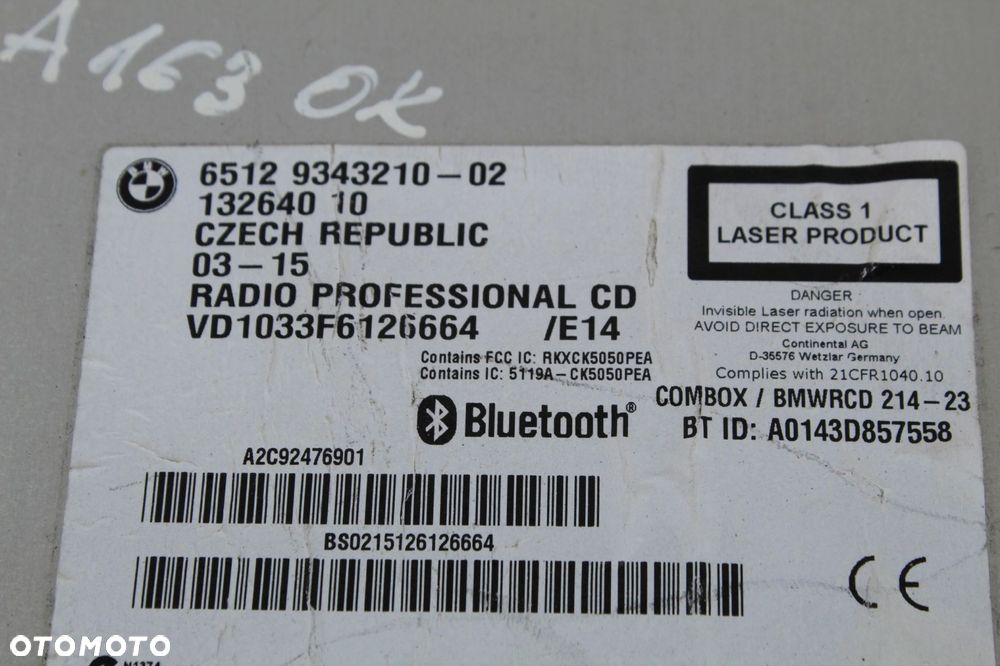 A163 OK
6512 9343210-02
132640 10
CZECH REPUBLIC
03-15
RADIO PROFESSIONAL CD
VD1033F6126664 /E14
CLASS 1
LASER PRODUCT
DANGER
Invisible Laser radiation when open.
AVOID DIRECT EXPOSURE TO BEAM
Continental AG
D-35576 Wetzlar Germany
Complies with 21CFR1040.10
Contains FCC IC: RKXCK5050PEA
Contains IC: 5119A-CK5050PEA
Bluetooth®
COMBOX / BMWRCD 214-23
BT ID: A0143D857558
A2C92476901
BS0215126126664
CE
N1374
OTOMOTO